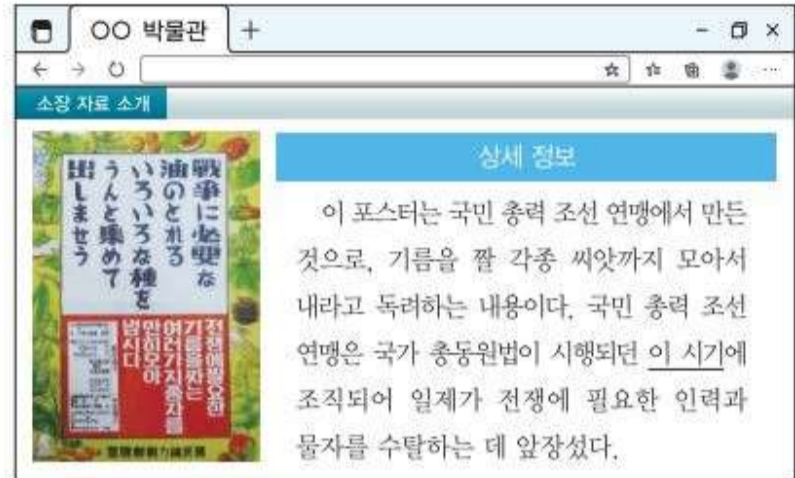 ○○ 박물관
소장 자료 소개
戰爭に必要な
油のとれる
いろいろな種を
うんと集めて
出しませう
전쟁에필요한
기름을짜는
여러가지종자를
만히모아
냅시다
상세 정보
이 포스터는 국민 총력 조선 연맹에서 만든
것으로, 기름을 짤 각종 씨앗까지 모아서
내라고 독려하는 내용이다. 국민 총력 조선
연맹은 국가 총동원법이 시행되던 이 시기에
조직되어 일제가 전쟁에 필요한 인력과
물자를 수탈하는 데 앞장섰다.